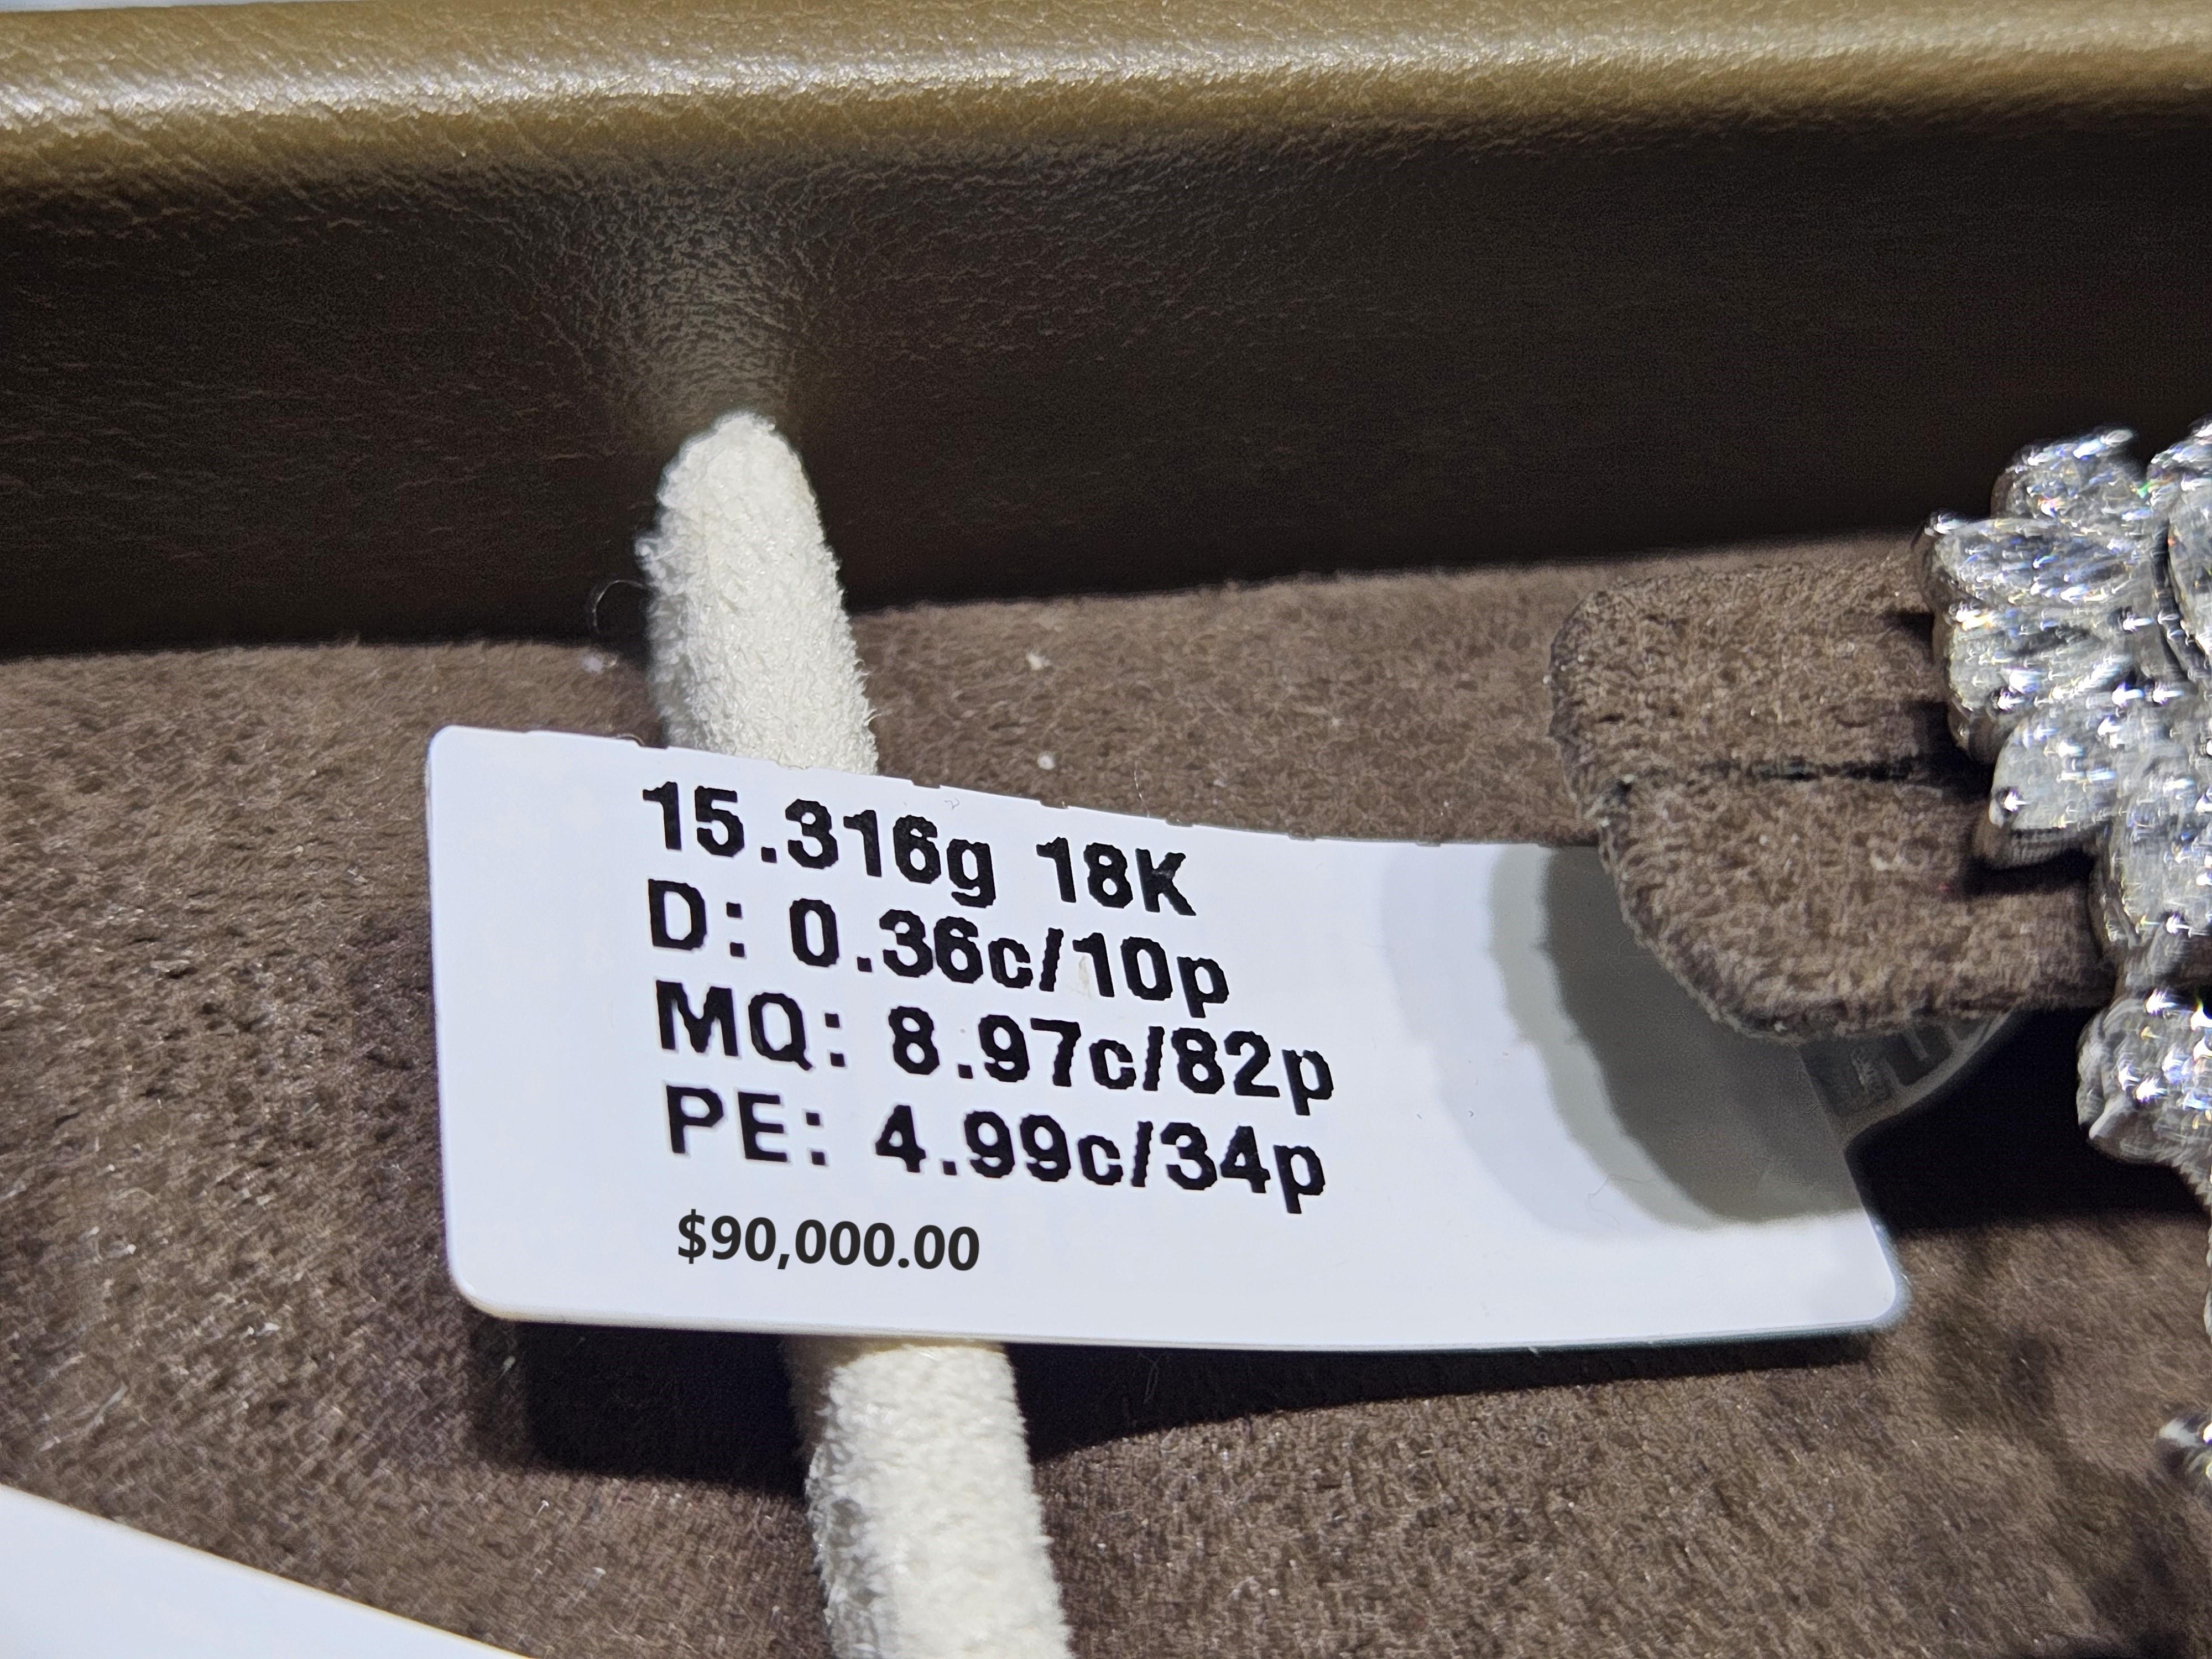 15.316g 18K
D: 0.36c/10p
MQ: 8.97c/82p
PE: 4.99c/34p
$90,000.00